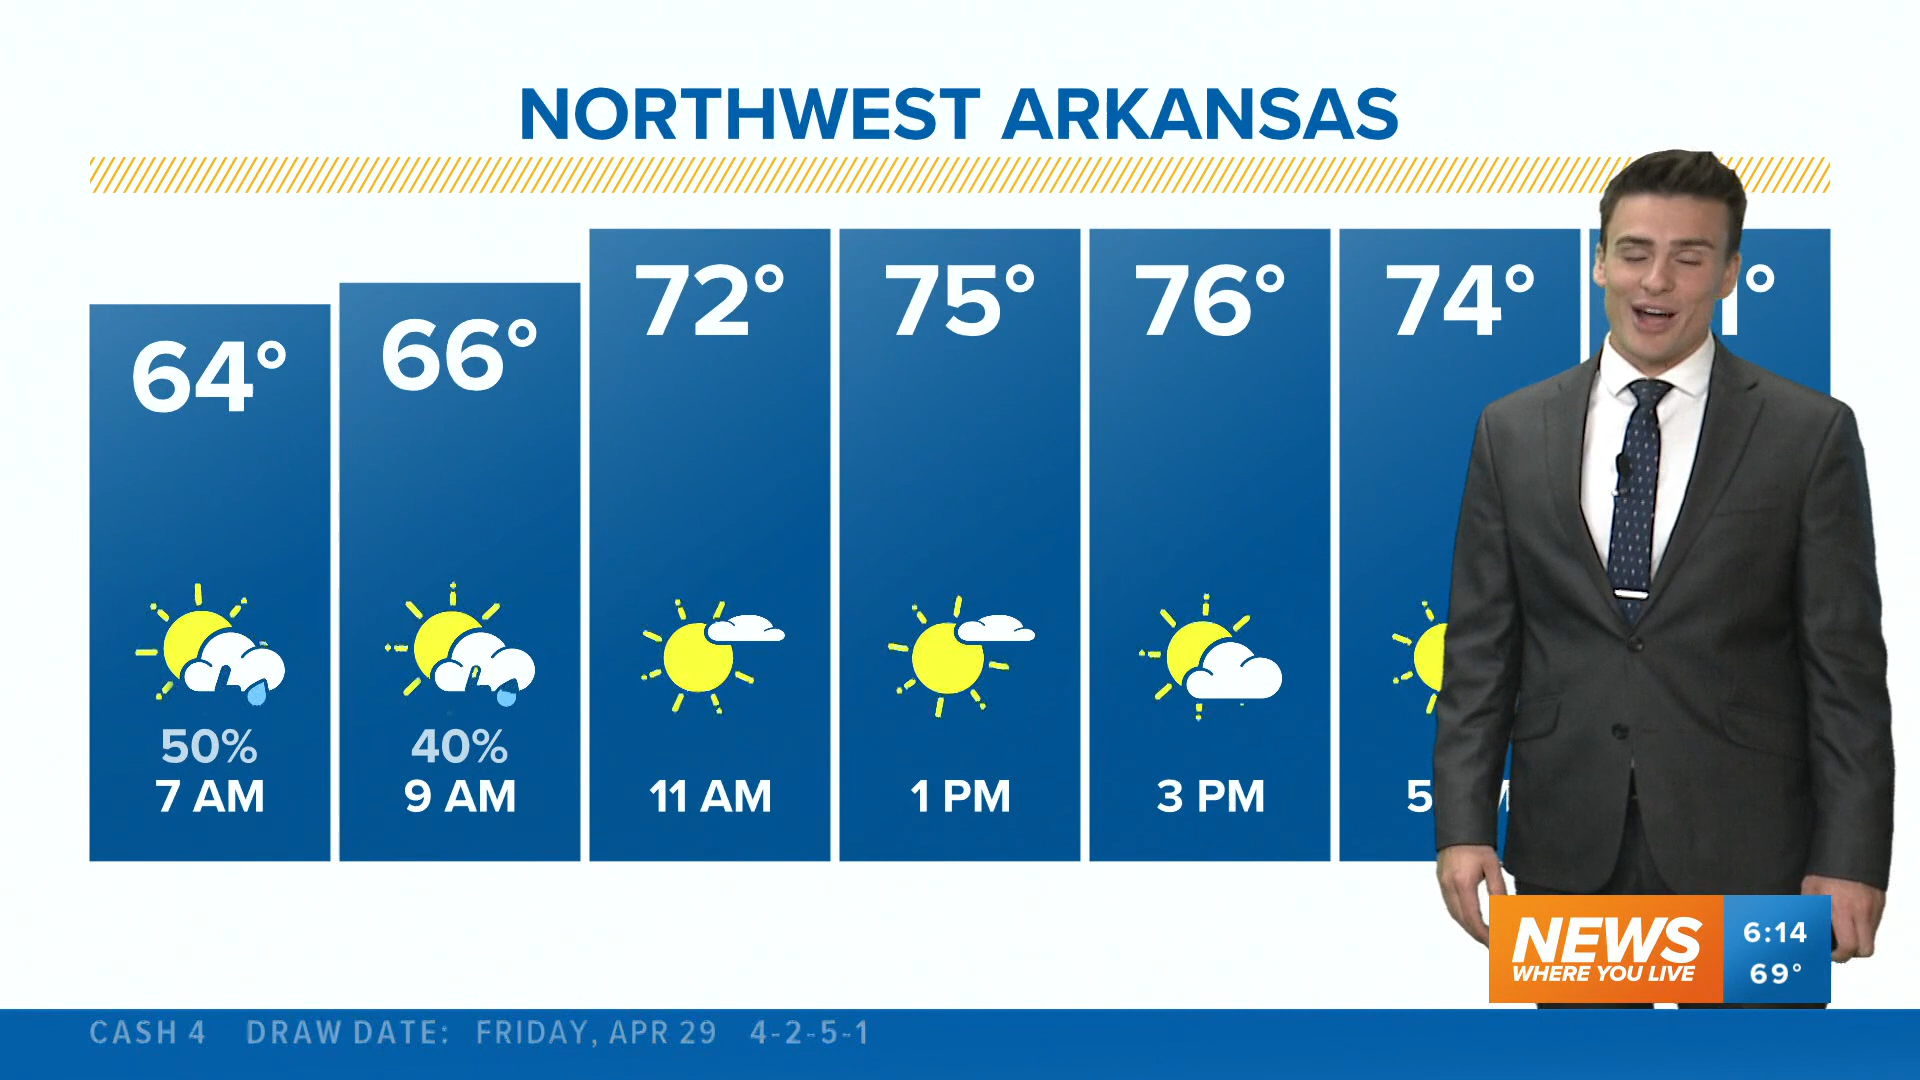 NORTHWEST ARKANSAS
64° 66° 72° 75° 76° 74°
50% 40%
7 AM 9 AM 11 AM 1 PM 3 PM
NEWS
WHERE YOU LIVE
6:14
69°
CASH 4 DRAW DATE: FRIDAY, APR 29 4-2-5-1